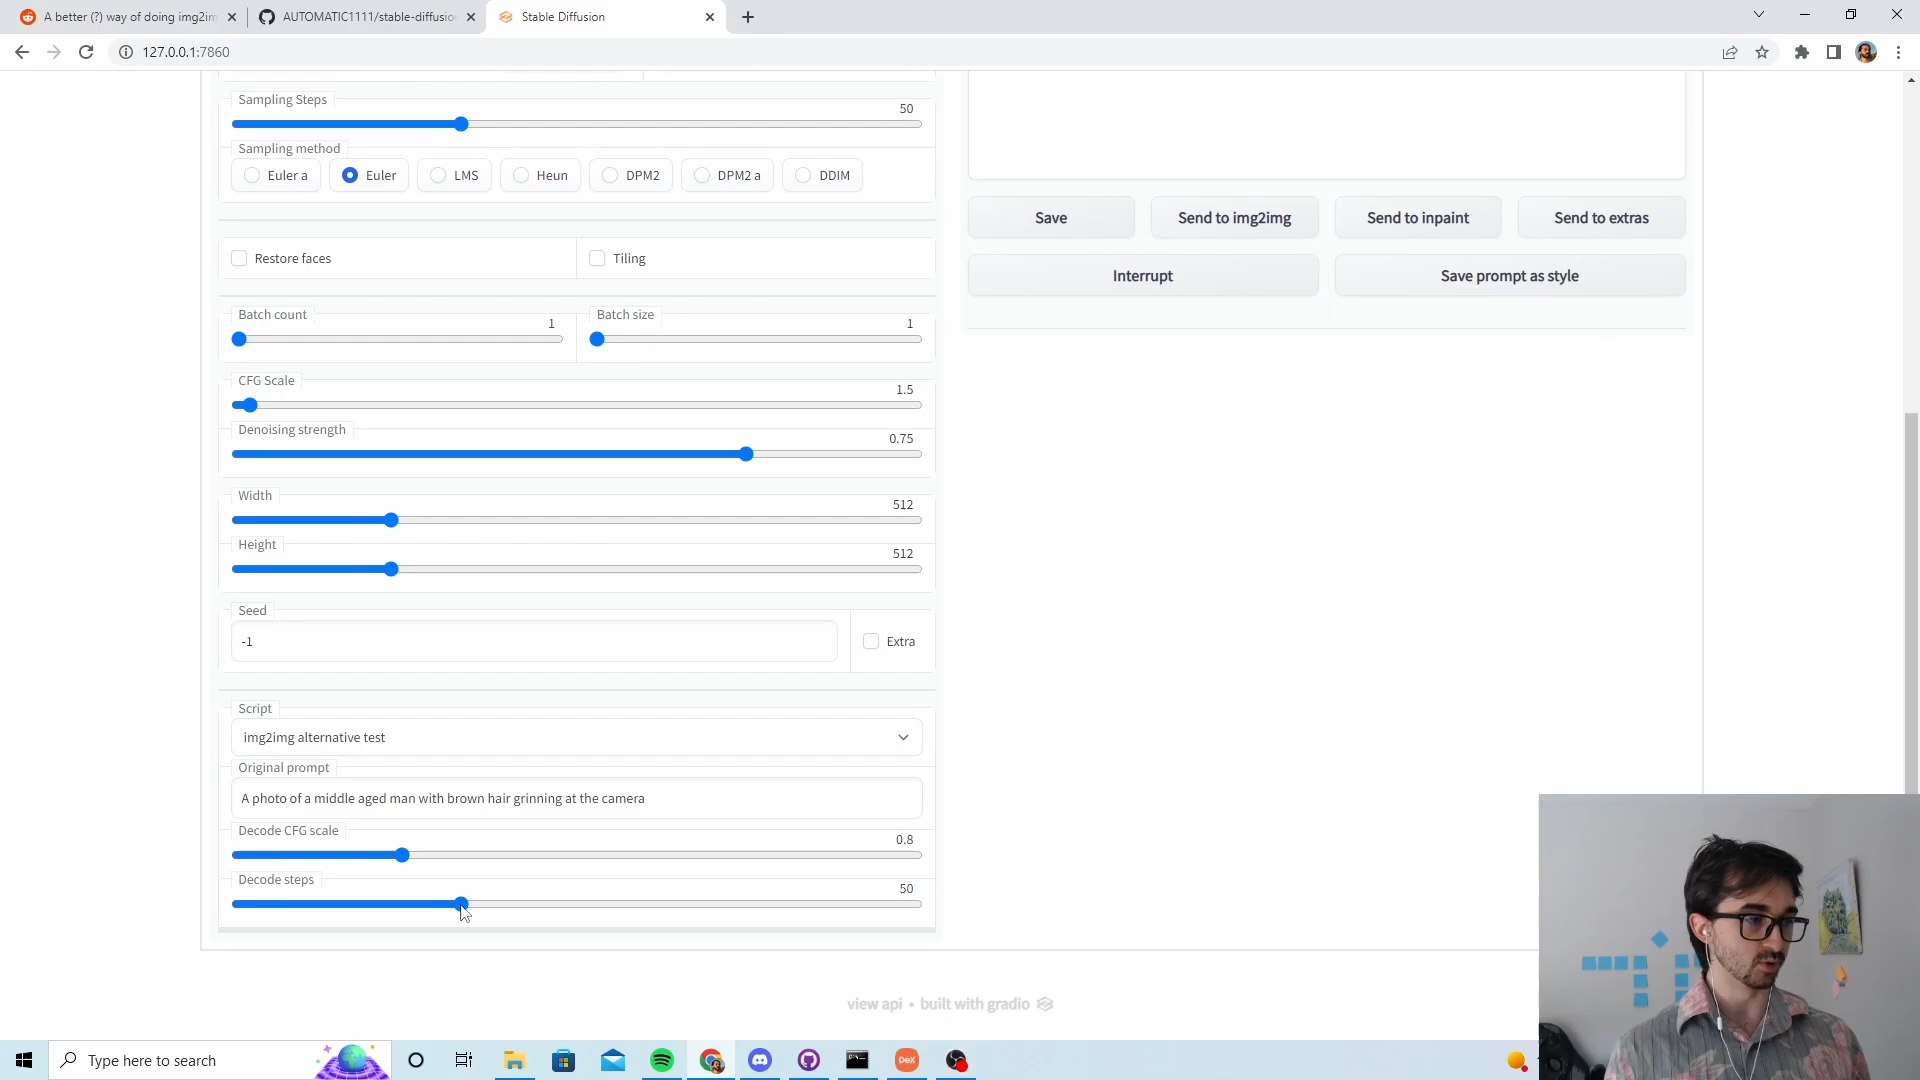 A better (?) way of doing img2im
AUTOMATIC1111/stable-diffusio
Stable Diffusion
127.0.0.1:7860
Sampling Steps
50
Sampling method
Euler a
Euler
LMS
Heun
DPM2
DPM2 a
DDIM
Restore faces
Tiling
Batch count
1
Batch size
1
CFG Scale
1.5
Denoising strength
0.75
Width
512
Height
512
Seed
-1
Extra
Script
img2img alternative test
Original prompt
A photo of a middle aged man with brown hair grinning at the camera
Decode CFG scale
0.8
Decode steps
50
Save
Send to img2img
Send to inpaint
Send to extras
Interrupt
Save prompt as style
view api • built with gradio
Type here to search
DeX